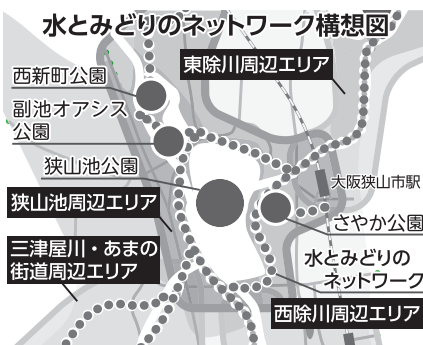 水とみどりのネットワーク構想図
東除川周辺エリア
西新町公園
副池オアシス
公園
狭山池公園
大阪狭山市駅
狭山池周辺エリア
さやか公園
三津屋川・あまの
街道周辺エリア
水とみどりの
ネットワーク
西除川周辺エリア